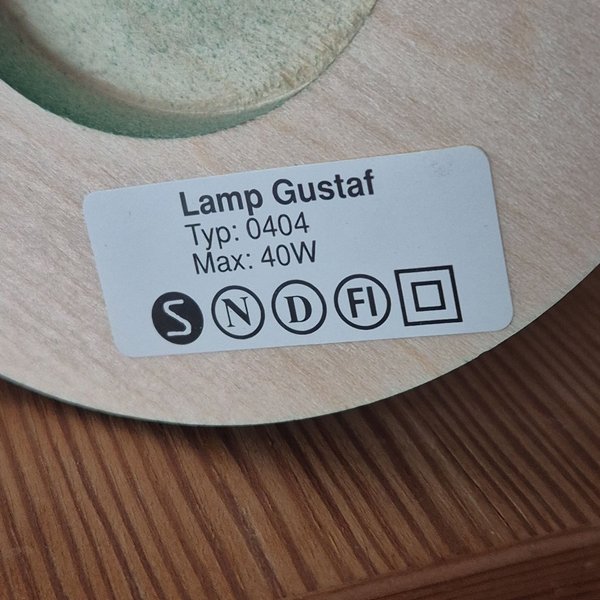 Lamp Gustaf
Typ: 0404
Max: 40W
S N D FI